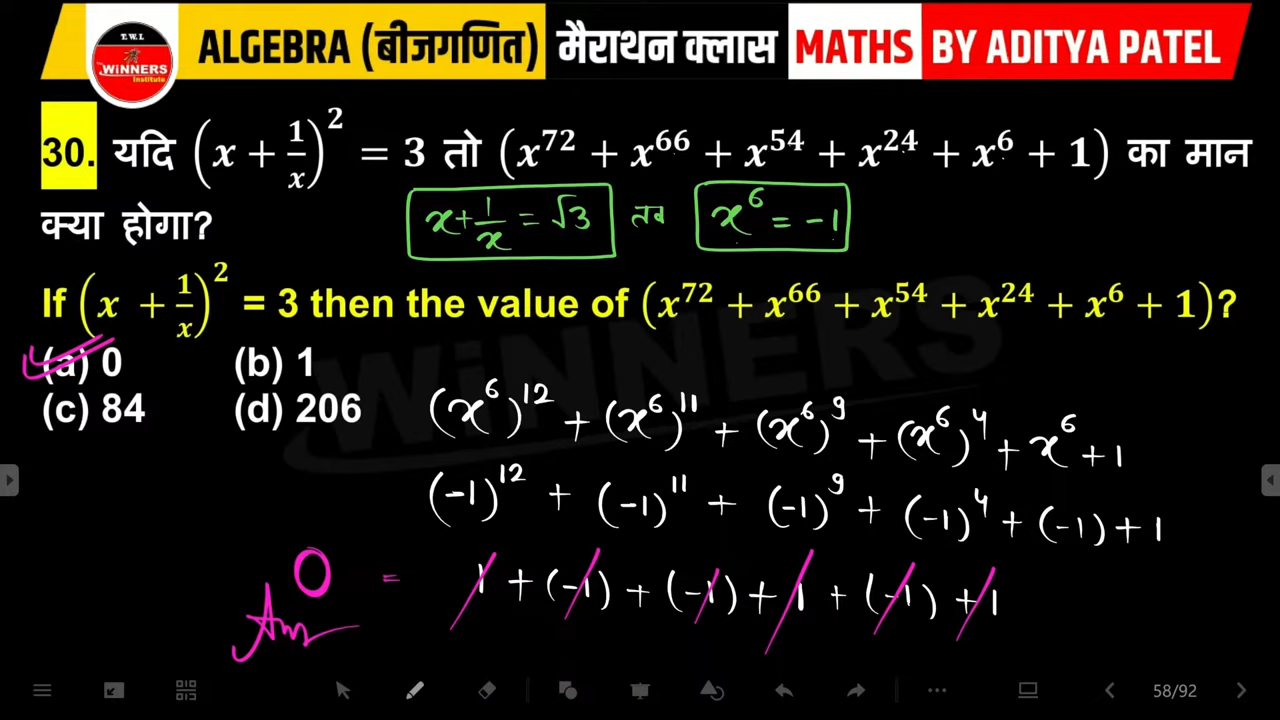 T.W.I.
WiNNERS
Institute
ALGEBRA (बीजगणित) मैराथन क्लास MATHS BY ADITYA PATEL
30. यदि (x + 1/x)² = 3 तो (x⁷² + x⁶⁶ + x⁵⁴ + x²⁴ + x⁶ + 1) का मान
क्या होगा?
x + 1/x = √3 तब x⁶ = -1
If (x + 1/x)² = 3 then the value of (x⁷² + x⁶⁶ + x⁵⁴ + x²⁴ + x⁶ + 1)?
(a) 0 (b) 1
(c) 84 (d) 206
WiNNERS
(x⁶)¹² + (x⁶)¹¹ + (x⁶)⁹ + (x⁶)⁴ + x⁶ + 1
(-1)¹² + (-1)¹¹ + (-1)⁹ + (-1)⁴ + (-1) + 1
0 = 1 + (-1) + (-1) + 1 + (-1) + 1
Ans
58/92